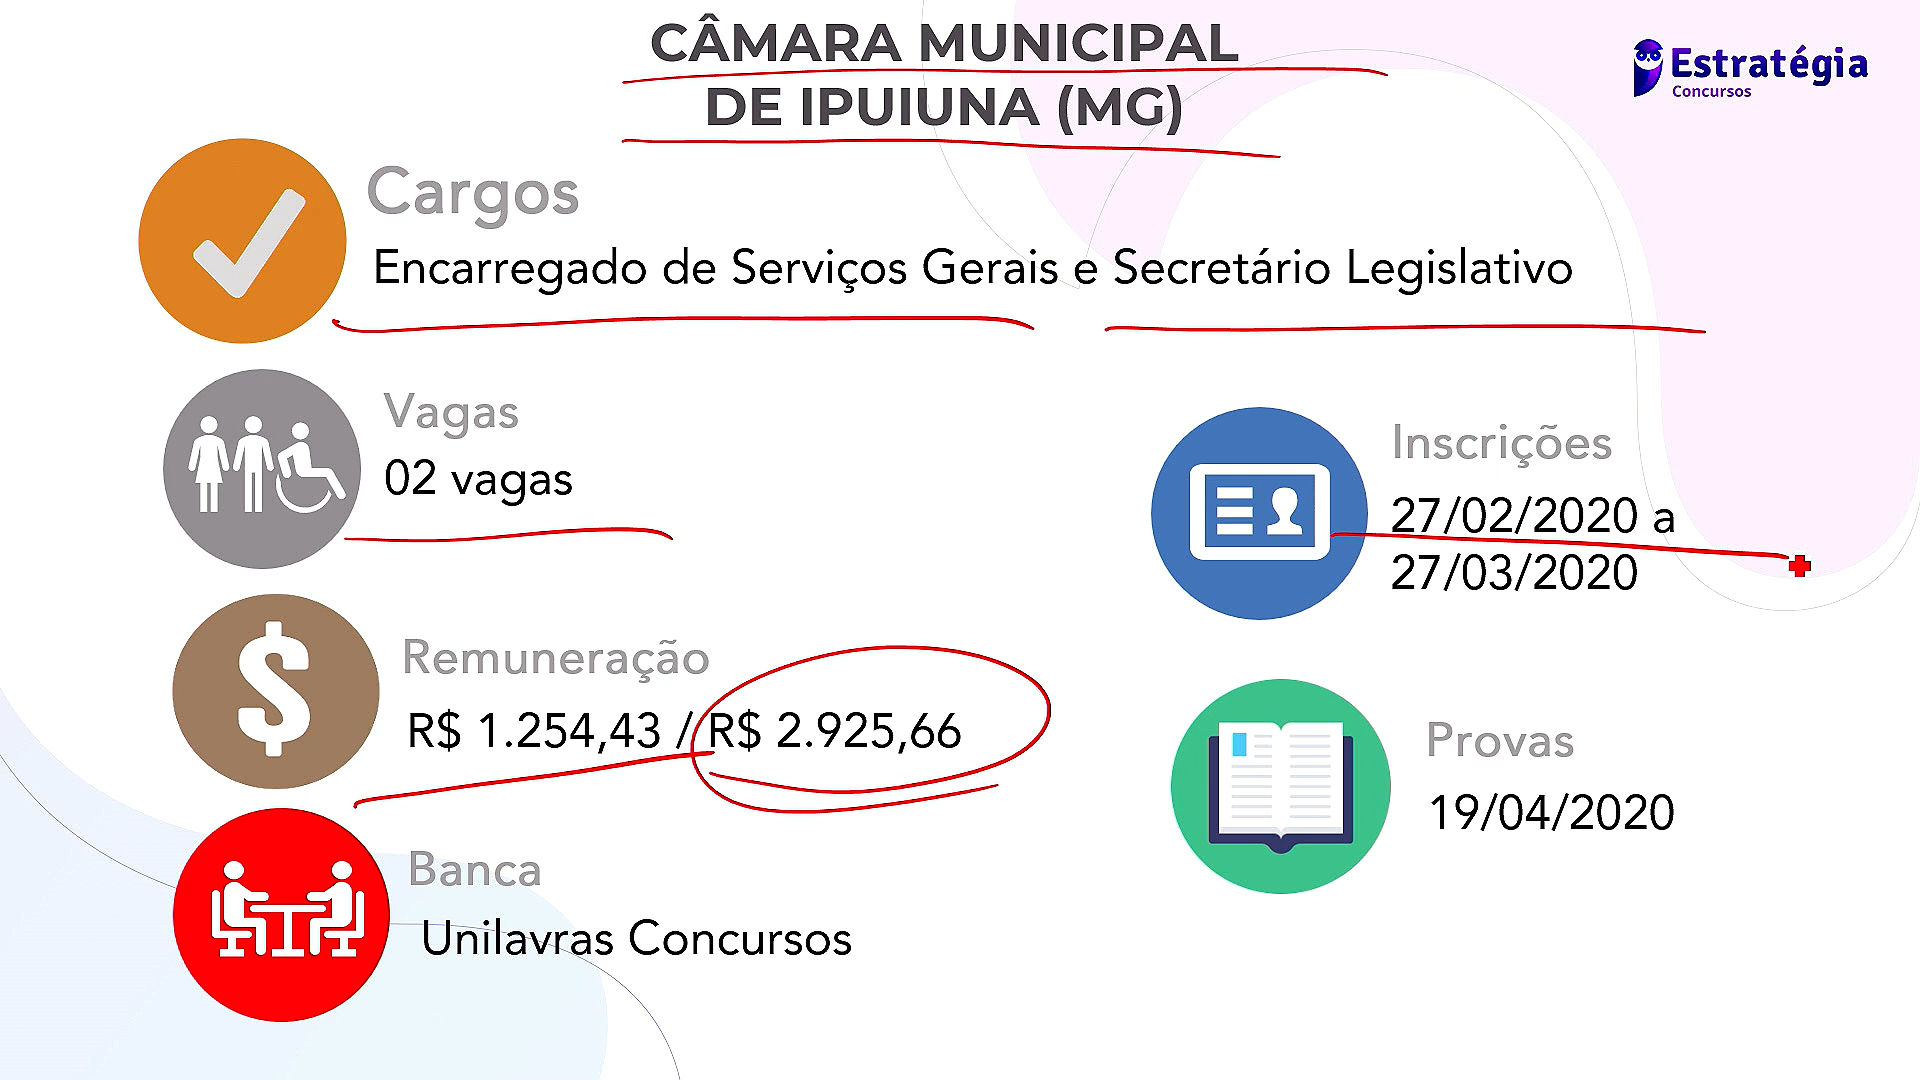 CÂMARA MUNICIPAL
DE IPUIUNA (MG)
Estratégia
Concursos
Cargos
Encarregado de Serviços Gerais e Secretário Legislativo
Vagas
02 vagas
Inscrições
27/02/2020 a
27/03/2020
Remuneração
R$ 1.254,43 / R$ 2.925,66
Provas
19/04/2020
Banca
Unilavras Concursos